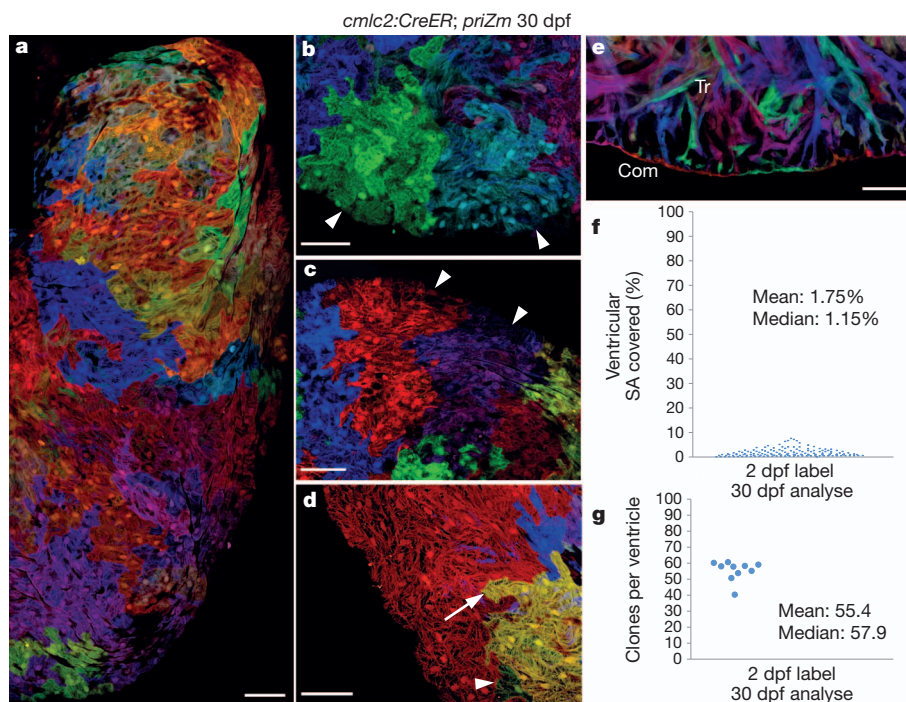 cmlc2:CreER; priZm 30 dpf
a
b
c
d
e
Tr
Com
f
Ventricular
SA covered (%)
100
90
80
70
60
50
40
30
20
10
0
Mean: 1.75%
Median: 1.15%
2 dpf label
30 dpf analyse
g
Clones per ventricle
100
90
80
70
60
50
40
30
20
10
0
Mean: 55.4
Median: 57.9
2 dpf label
30 dpf analyse